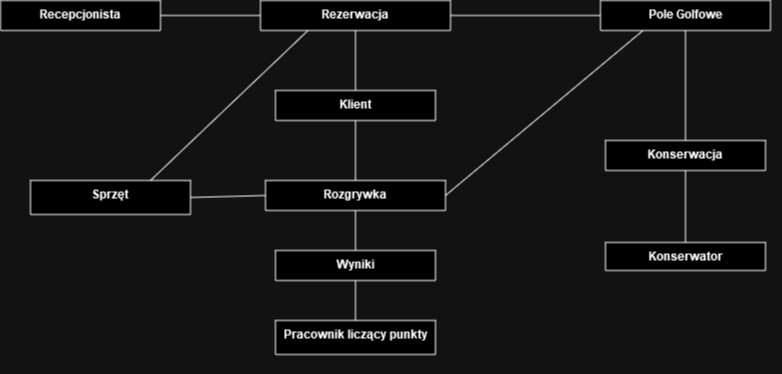 Recepcjonista
Rezerwacja
Pole Golfowe
Klient
Konserwacja
Sprzęt
Rozgrywka
Wyniki
Konserwator
Pracownik liczący punkty